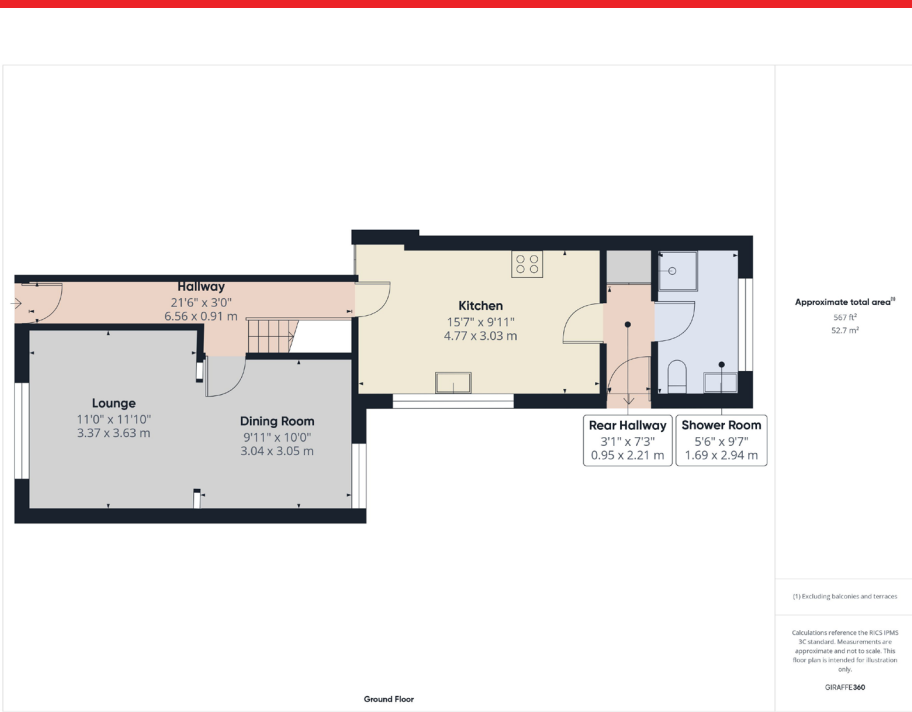 Hallway
21'6" x 3'0"
6.56 x 0.91 m
Kitchen
15'7" x 9'11"
4.77 x 3.03 m
Lounge
11'0" x 11'10"
3.37 x 3.63 m
Dining Room
9'11" x 10'0"
3.04 x 3.05 m
Rear Hallway
3'1" x 7'3"
0.95 x 2.21 m
Shower Room
5'6" x 9'7"
1.69 x 2.94 m
Ground Floor
Approximate total area⁽¹⁾
567 ft²
52.7 m²
(1) Excluding balconies and terraces
Calculations reference the RICS IPMS
3C standard. Measurements are
approximate and not to scale. This
floor plan is intended for illustration
only.
GIRAFFE360